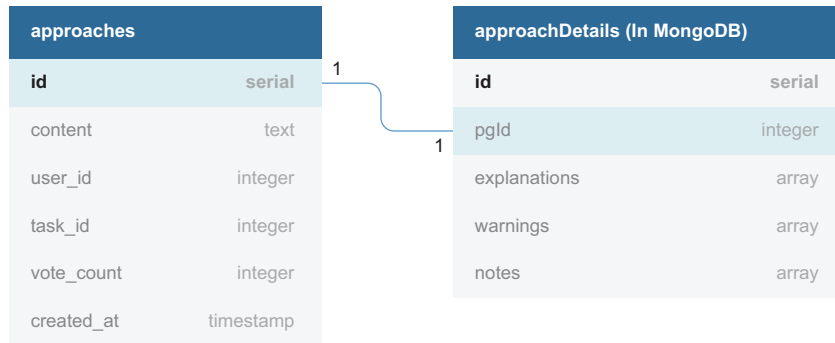 approaches
id serial
content text
user_id integer
task_id integer
vote_count integer
created_at timestamp
1
1
approachDetails (In MongoDB)
id serial
pgId integer
explanations array
warnings array
notes array